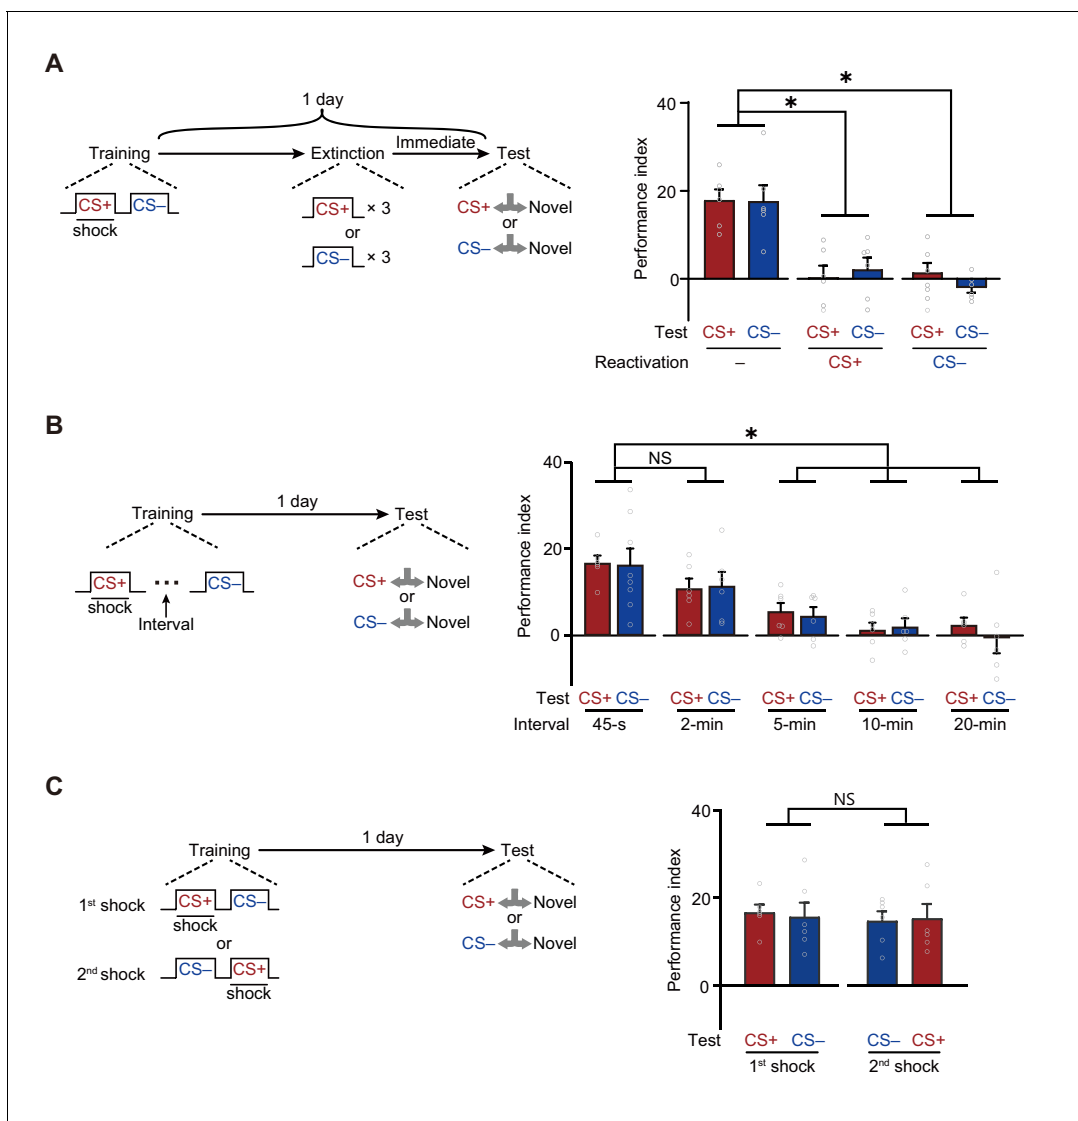 A
1 day
Immediate
Training
Extinction
Test
CS+
CS–
shock
CS+ × 3
or
CS– × 3
CS+ Novel
or
CS– Novel
Performance index
40
20
0
*
*
Test CS+ CS– CS+ CS– CS+ CS–
Reactivation – CS+ CS–
B
1 day
Training
Test
CS+ ... CS–
shock
Interval
CS+ Novel
or
CS– Novel
Performance index
40
20
0
*
NS
Test CS+ CS– CS+ CS– CS+ CS– CS+ CS– CS+ CS–
Interval 45-s 2-min 5-min 10-min 20-min
C
1 day
Training
Test
1st shock CS+ CS–
shock
or
2nd shock CS– CS+
shock
CS+ Novel
or
CS– Novel
Performance index
40
20
0
NS
Test CS+ CS– CS– CS+
1st shock 2nd shock